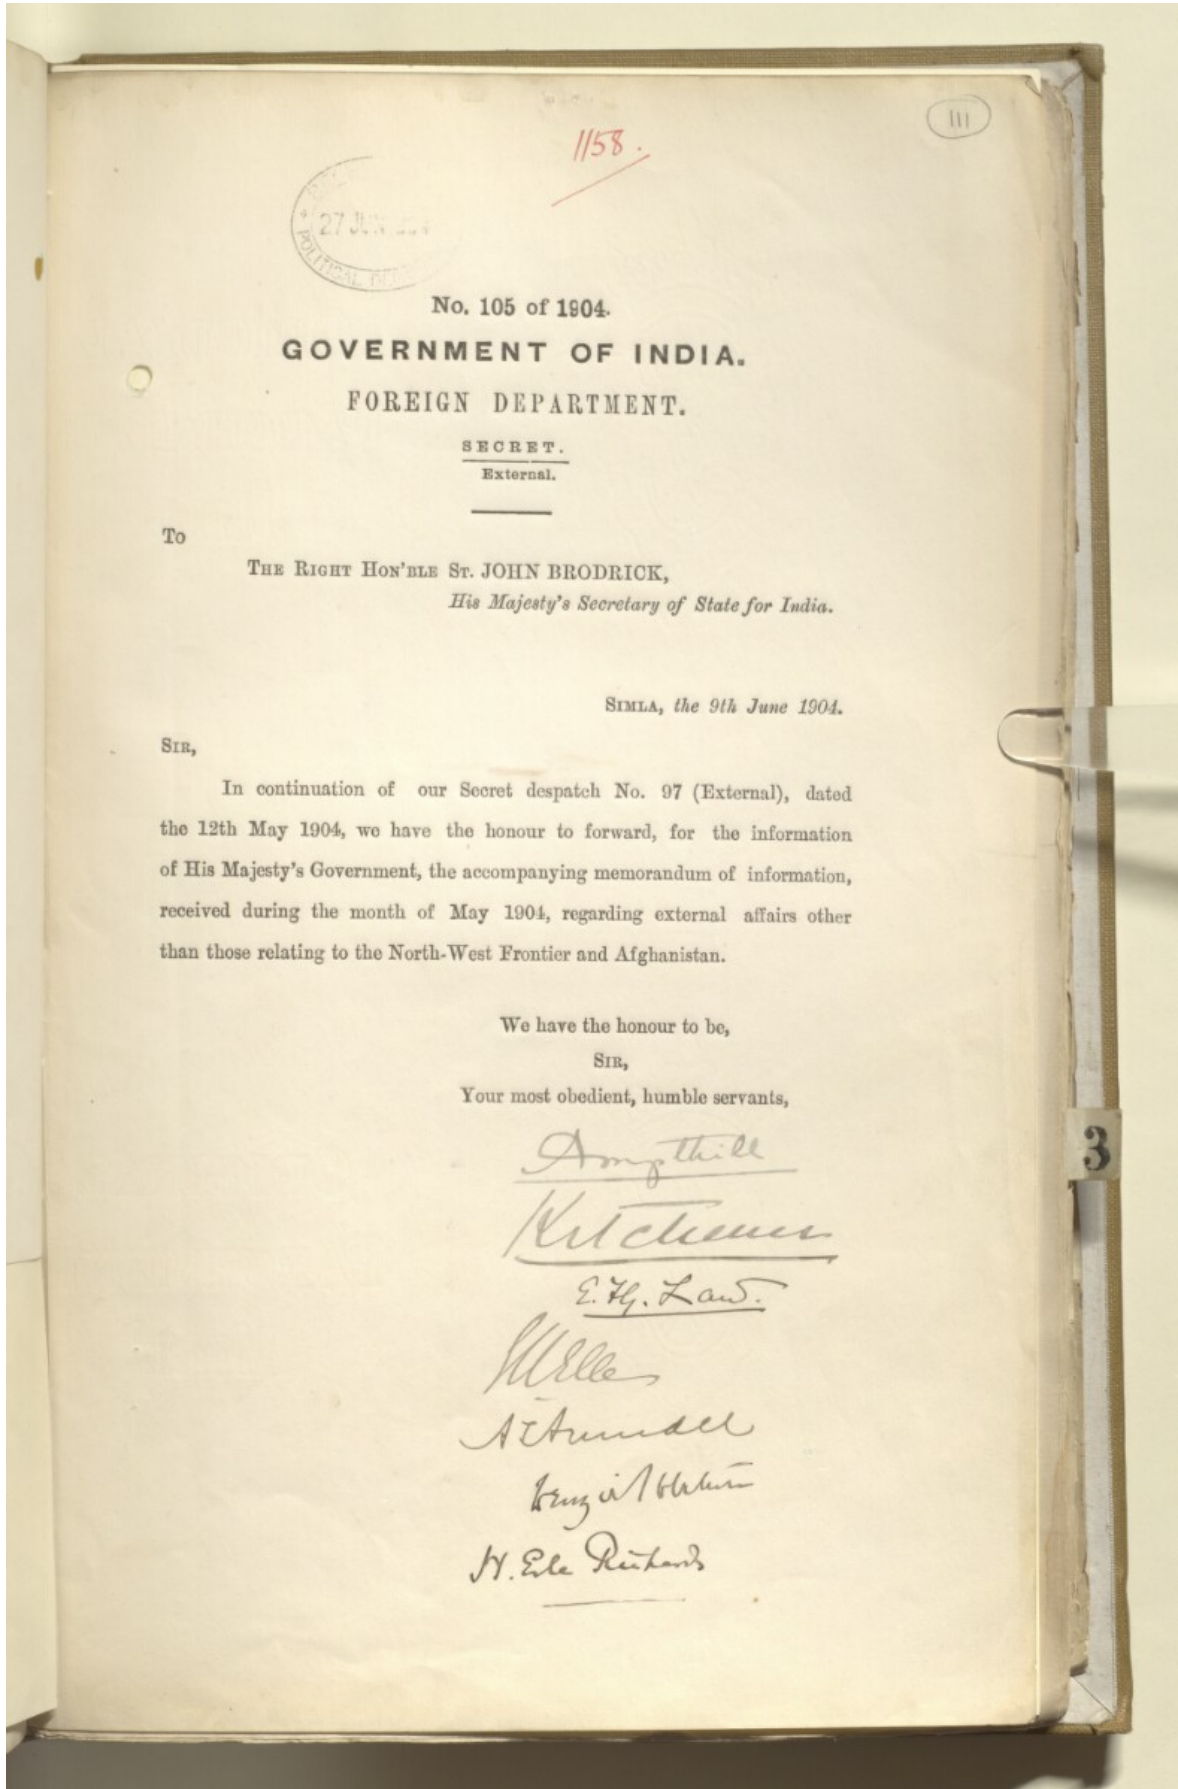 111
1158.
27 JUN
POLITICAL DE
No. 105 of 1904.
GOVERNMENT OF INDIA.
FOREIGN DEPARTMENT.
SECRET.
External.
To
THE RIGHT HON'BLE ST. JOHN BRODRICK,
His Majesty's Secretary of State for India.
SIMLA, the 9th June 1904.
SIR,
In continuation of our Secret despatch No. 97 (External), dated
the 12th May 1904, we have the honour to forward, for the information
of His Majesty's Government, the accompanying memorandum of information,
received during the month of May 1904, regarding external affairs other
than those relating to the North-West Frontier and Afghanistan.
We have the honour to be,
SIR,
Your most obedient, humble servants,
Ampthill
Kitchener
E. Fg. Law.
A T Arundel
H. Erle Richards
3